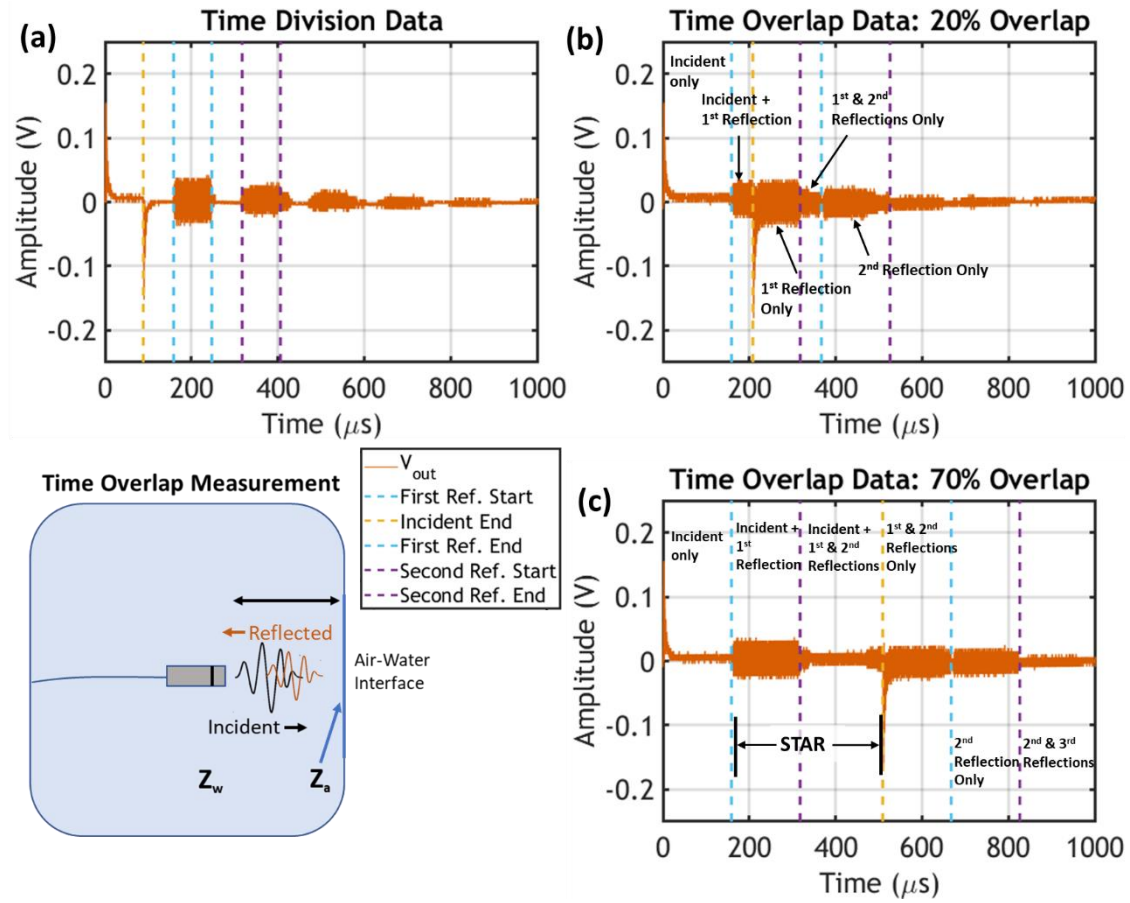 (a)
Time Division Data
Amplitude (V)
0.2
0.1
0
-0.1
-0.2
0 200 400 600 800 1000
Time (μs)
(b)
Time Overlap Data: 20% Overlap
Amplitude (V)
0.2
0.1
0
-0.1
-0.2
Incident
only
Incident +
1st Reflection
1st & 2nd
Reflections Only
2nd Reflection Only
1st Reflection
Only
0 200 400 600 800 1000
Time (μs)
Time Overlap Measurement
Reflected
Incident
Air-Water
Interface
Zw
Za
Vout
First Ref. Start
Incident End
First Ref. End
Second Ref. Start
Second Ref. End
(c)
Time Overlap Data: 70% Overlap
Amplitude (V)
0.2
0.1
0
-0.1
-0.2
Incident
only
Incident +
1st
Reflection
Incident +
1st & 2nd
Reflections
1st & 2nd
Reflections
Only
STAR
2nd
Reflection
Only
2nd & 3rd
Reflections
0 200 400 600 800 1000
Time (μs)